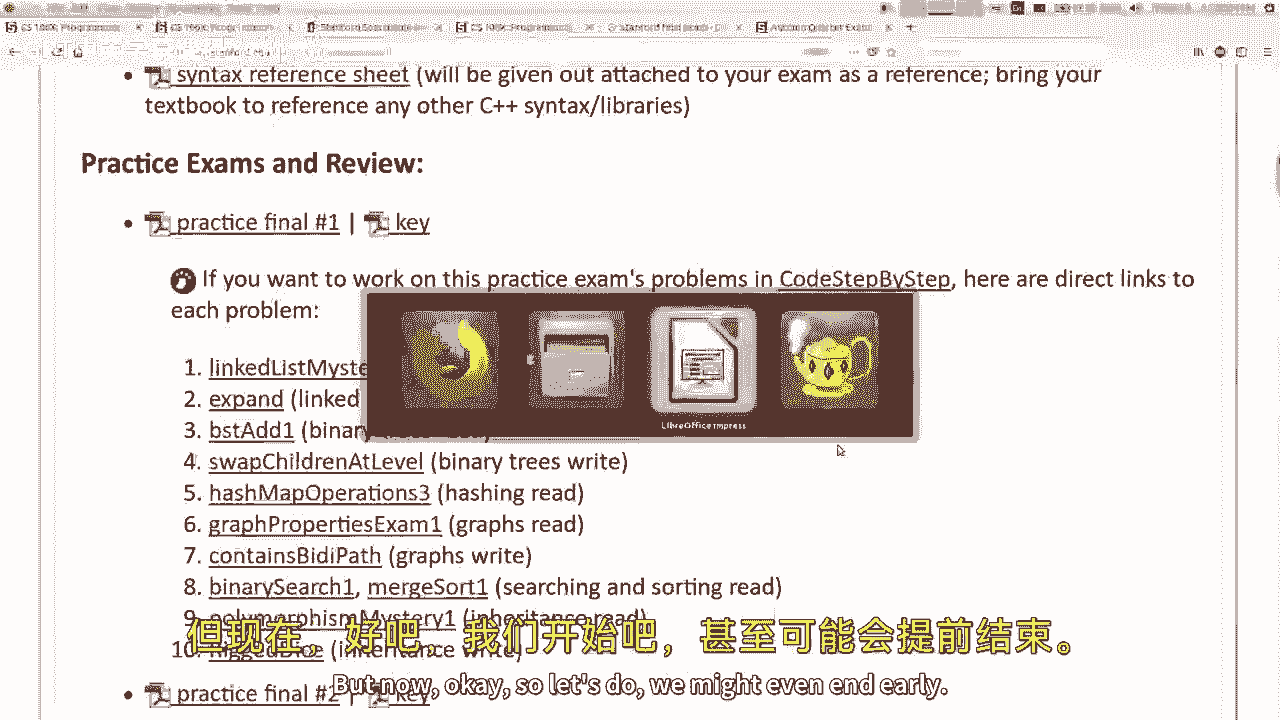 syntax reference sheet (will be given out attached to your exam as a reference; bring your
textbook to reference any other C++ syntax/libraries)
Practice Exams and Review:
practice final #1 | key
If you want to work on this practice exam's problems in CodeStepByStep, here are direct links to
each problem:
1. linkedListMyste
2. expand (linked
3. bstAdd1 (binary
4. swapChildrenAtLevel (binary trees write)
5. hashMapOperations3 (hashing read)
6. graphPropertiesExam1 (graphs read)
7. containsBidiPath (graphs write)
8. binarySearch1, mergeSort1 (searching and sorting read)
9. polymorphismMystery1 (inheritance read)
10. (inheritance write)
practice final #2 | key
LibreOffice Impress
但现在，好吧，我们开始吧，甚至可能会提前结束。
But now, okay, so let's do, we might even end early.